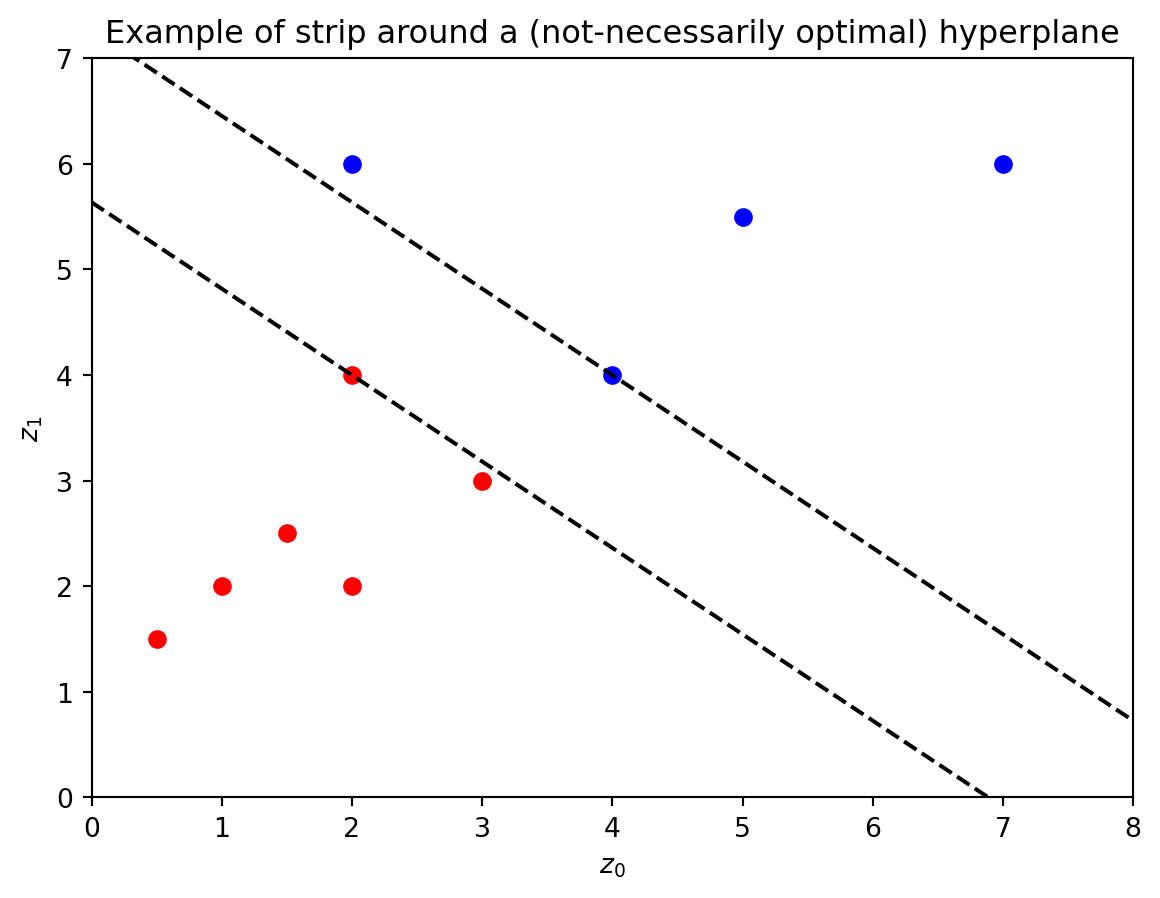 Example of strip around a (not-necessarily optimal) hyperplane
7
6
5
4
3
2
1
0
z₁
0 1 2 3 4 5 6 7 8
z₀